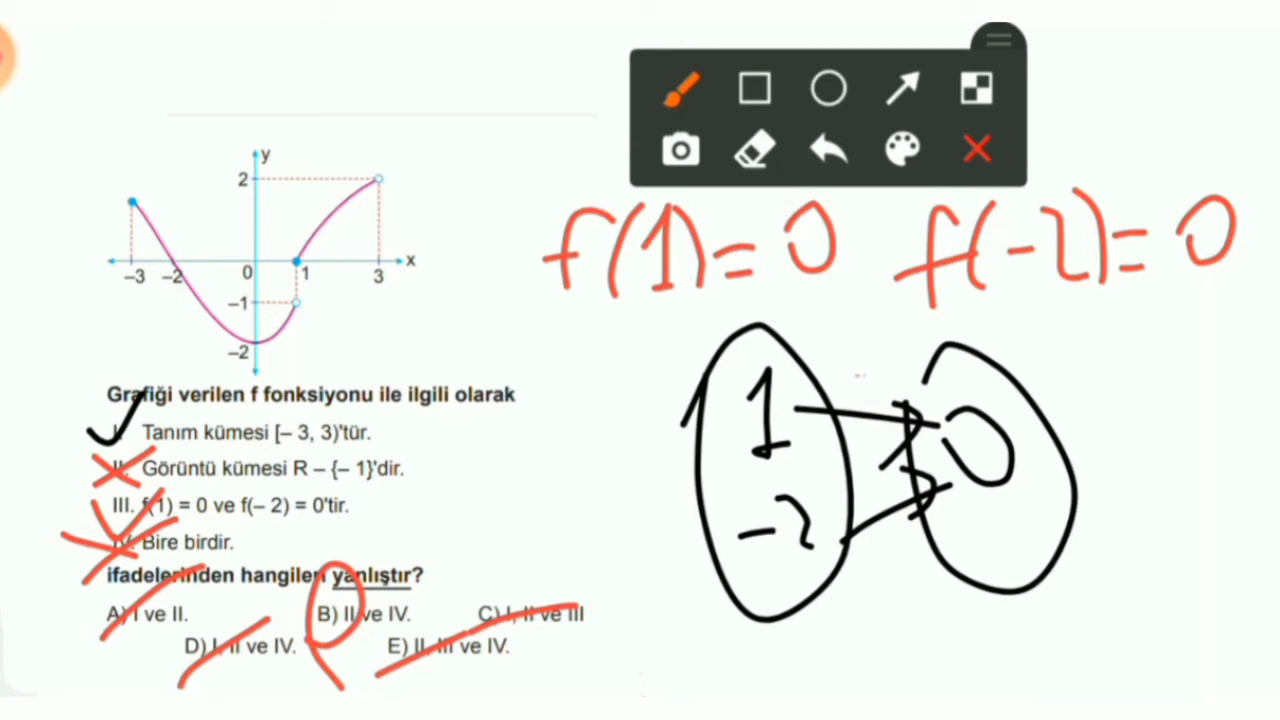 y
2
x
–3 –2 0 1 3
–1
–2
f(1)=0 f(-2)=0
1 0
-2
Grafiği verilen f fonksiyonu ile ilgili olarak
I. Tanım kümesi [– 3, 3)'tür.
II. Görüntü kümesi R – {– 1}'dir.
III. f(1) = 0 ve f(– 2) = 0'tir.
IV. Bire birdir.
ifadelerinden hangileri yanlıştır?
A) I ve II. B) II ve IV. C) I, II ve III
D) I, II ve IV. E) II, III ve IV.